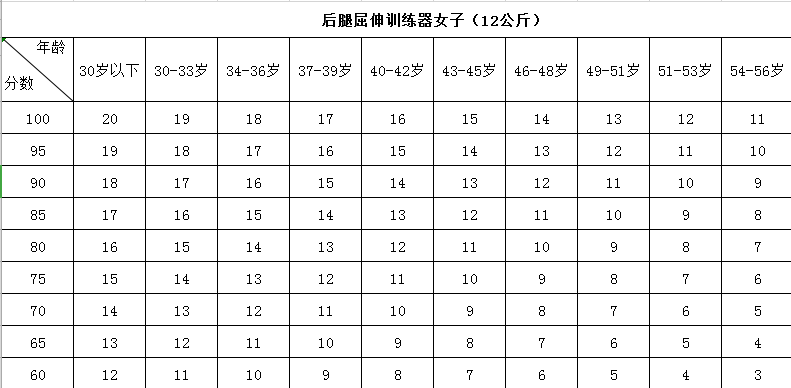 后腿屈伸训练器女子（12公斤）
年龄
分数
30岁以下 30-33岁 34-36岁 37-39岁 40-42岁 43-45岁 46-48岁 49-51岁 51-53岁 54-56岁
100 20 19 18 17 16 15 14 13 12 11
95 19 18 17 16 15 14 13 12 11 10
90 18 17 16 15 14 13 12 11 10 9
85 17 16 15 14 13 12 11 10 9 8
80 16 15 14 13 12 11 10 9 8 7
75 15 14 13 12 11 10 9 8 7 6
70 14 13 12 11 10 9 8 7 6 5
65 13 12 11 10 9 8 7 6 5 4
60 12 11 10 9 8 7 6 5 4 3